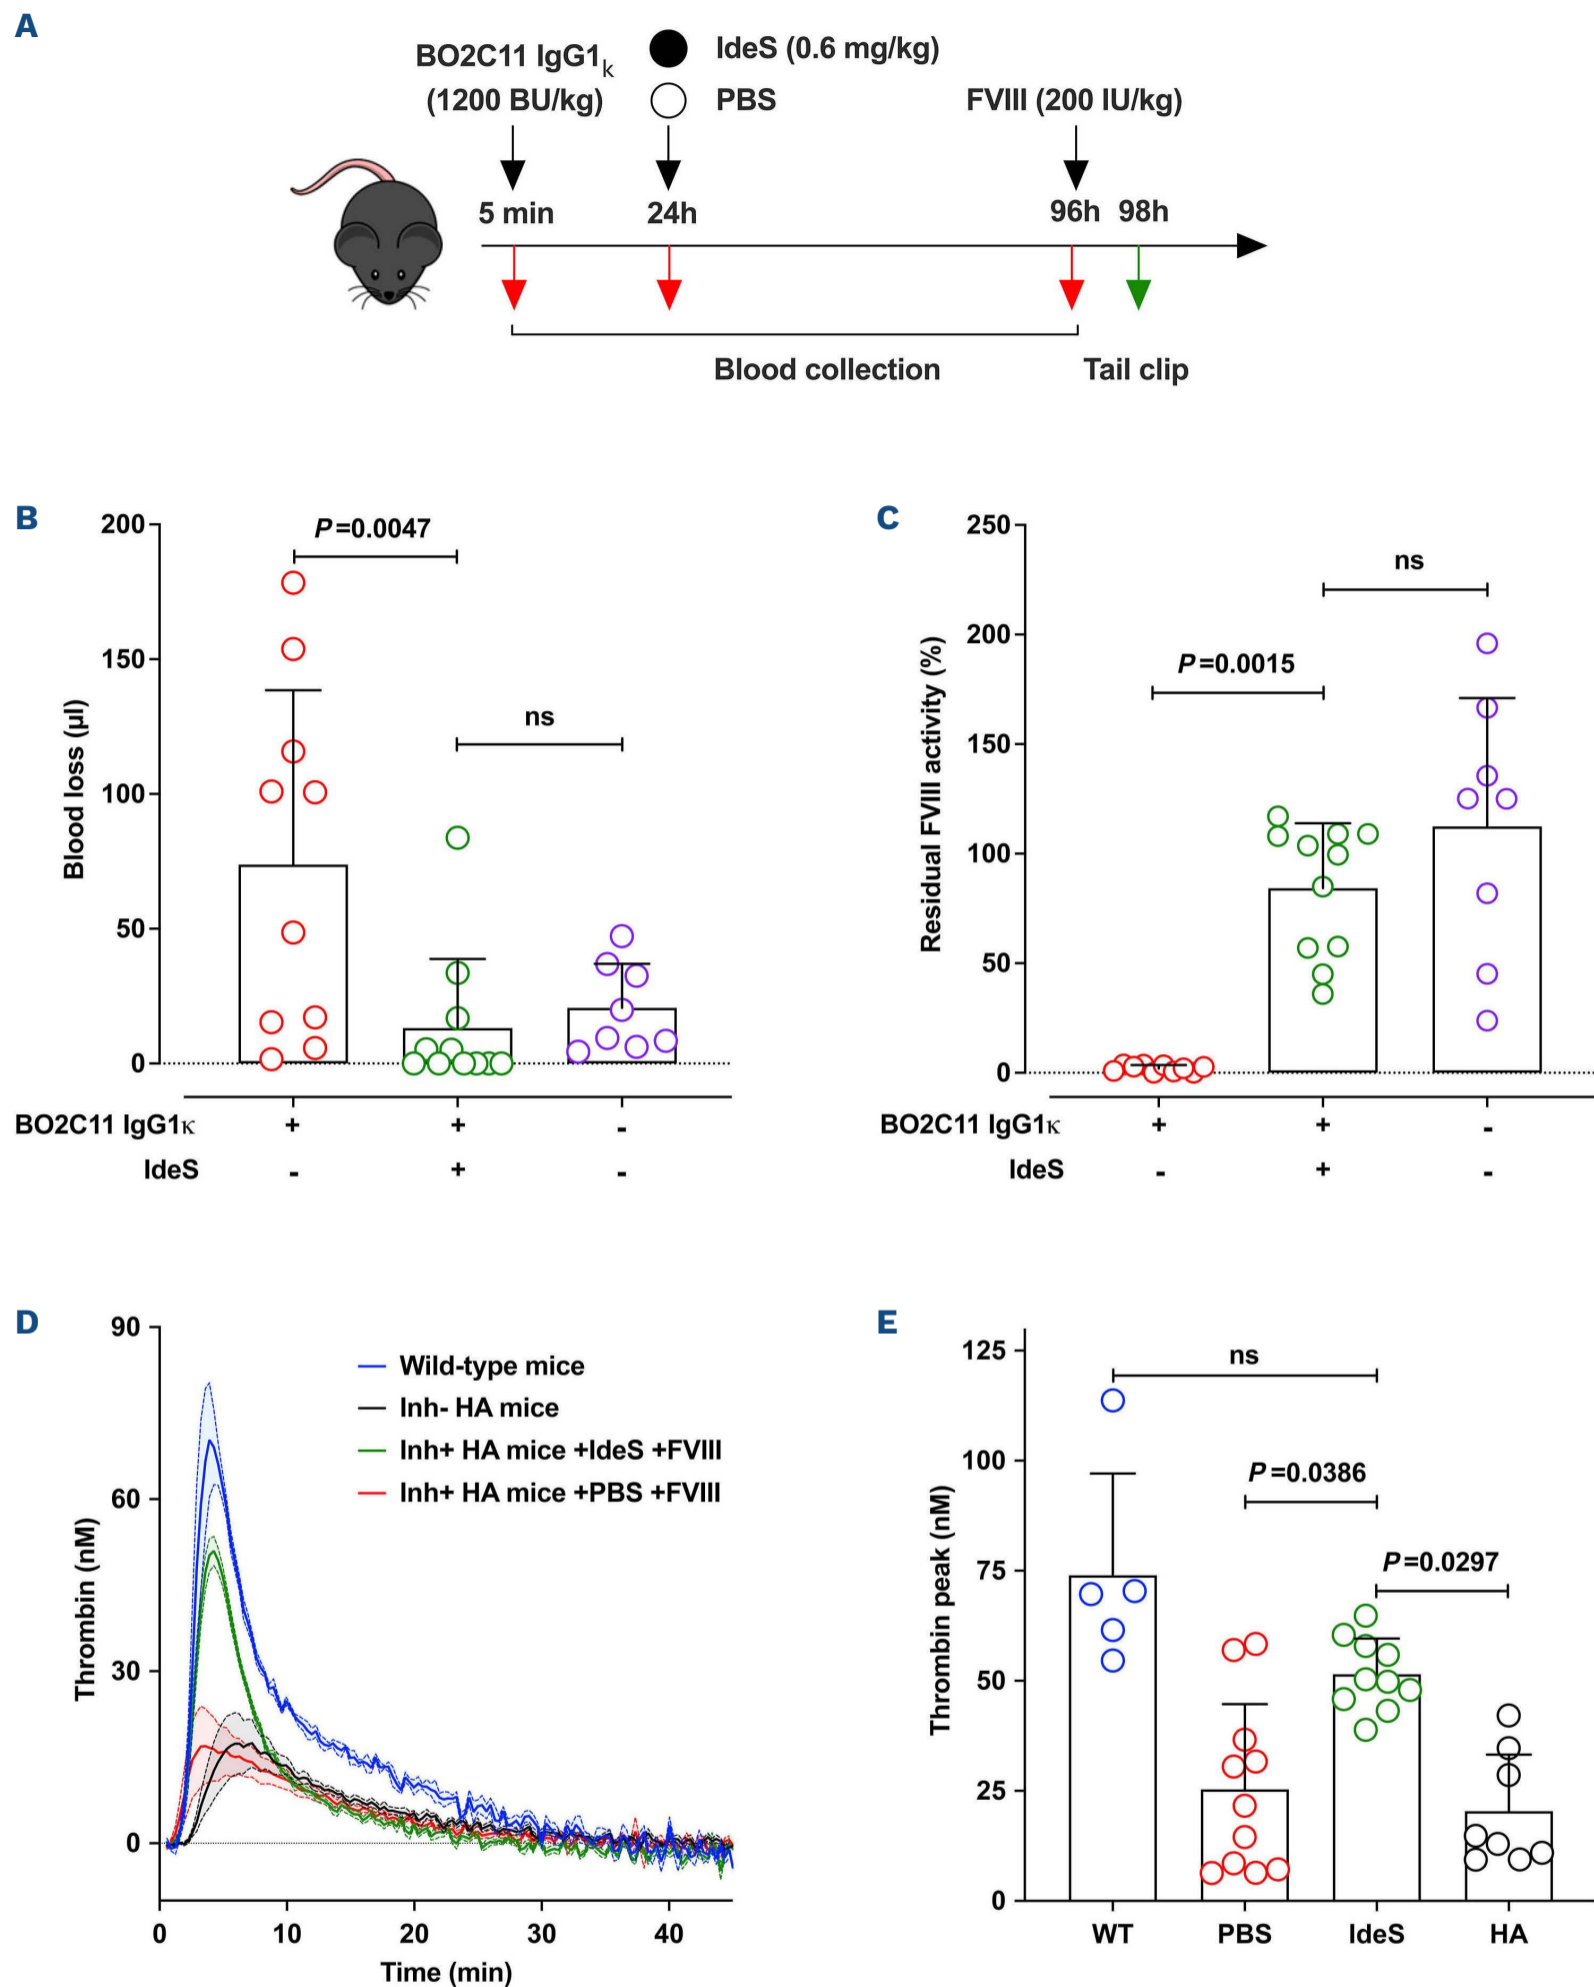 A
BO2C11 IgG1k
(1200 BU/kg)
IdeS (0.6 mg/kg)
PBS
FVIII (200 IU/kg)
5 min
24h
96h 98h
Blood collection
Tail clip
B
200
150
100
50
0
Blood loss (µl)
P=0.0047
ns
BO2C11 IgG1κ + + -
IdeS - + -
C
250
200
150
100
50
0
Residual FVIII activity (%)
P=0.0015
ns
BO2C11 IgG1κ + + -
IdeS - + -
D
90
60
30
0
Thrombin (nM)
Wild-type mice
Inh- HA mice
Inh+ HA mice +IdeS +FVIII
Inh+ HA mice +PBS +FVIII
0 10 20 30 40
Time (min)
E
125
100
75
50
25
0
Thrombin peak (nM)
ns
P=0.0386
P=0.0297
WT PBS IdeS HA